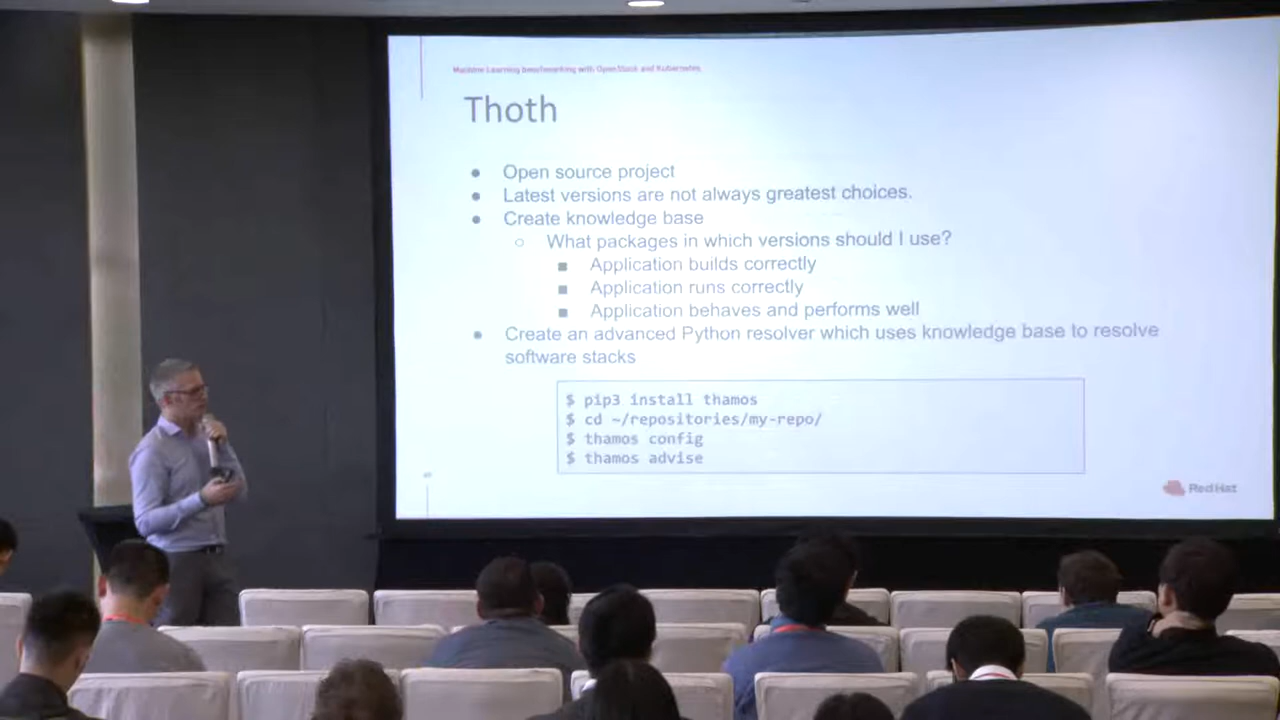 Machine Learning benchmarking with OpenStack and Kubernetes
Thoth
● Open source project
● Latest versions are not always greatest choices.
● Create knowledge base
○ What packages in which versions should I use?
■ Application builds correctly
■ Application runs correctly
■ Application behaves and performs well
● Create an advanced Python resolver which uses knowledge base to resolve
software stacks
$ pip3 install thamos
$ cd ~/repositories/my-repo/
$ thamos config
$ thamos advise
Red Hat